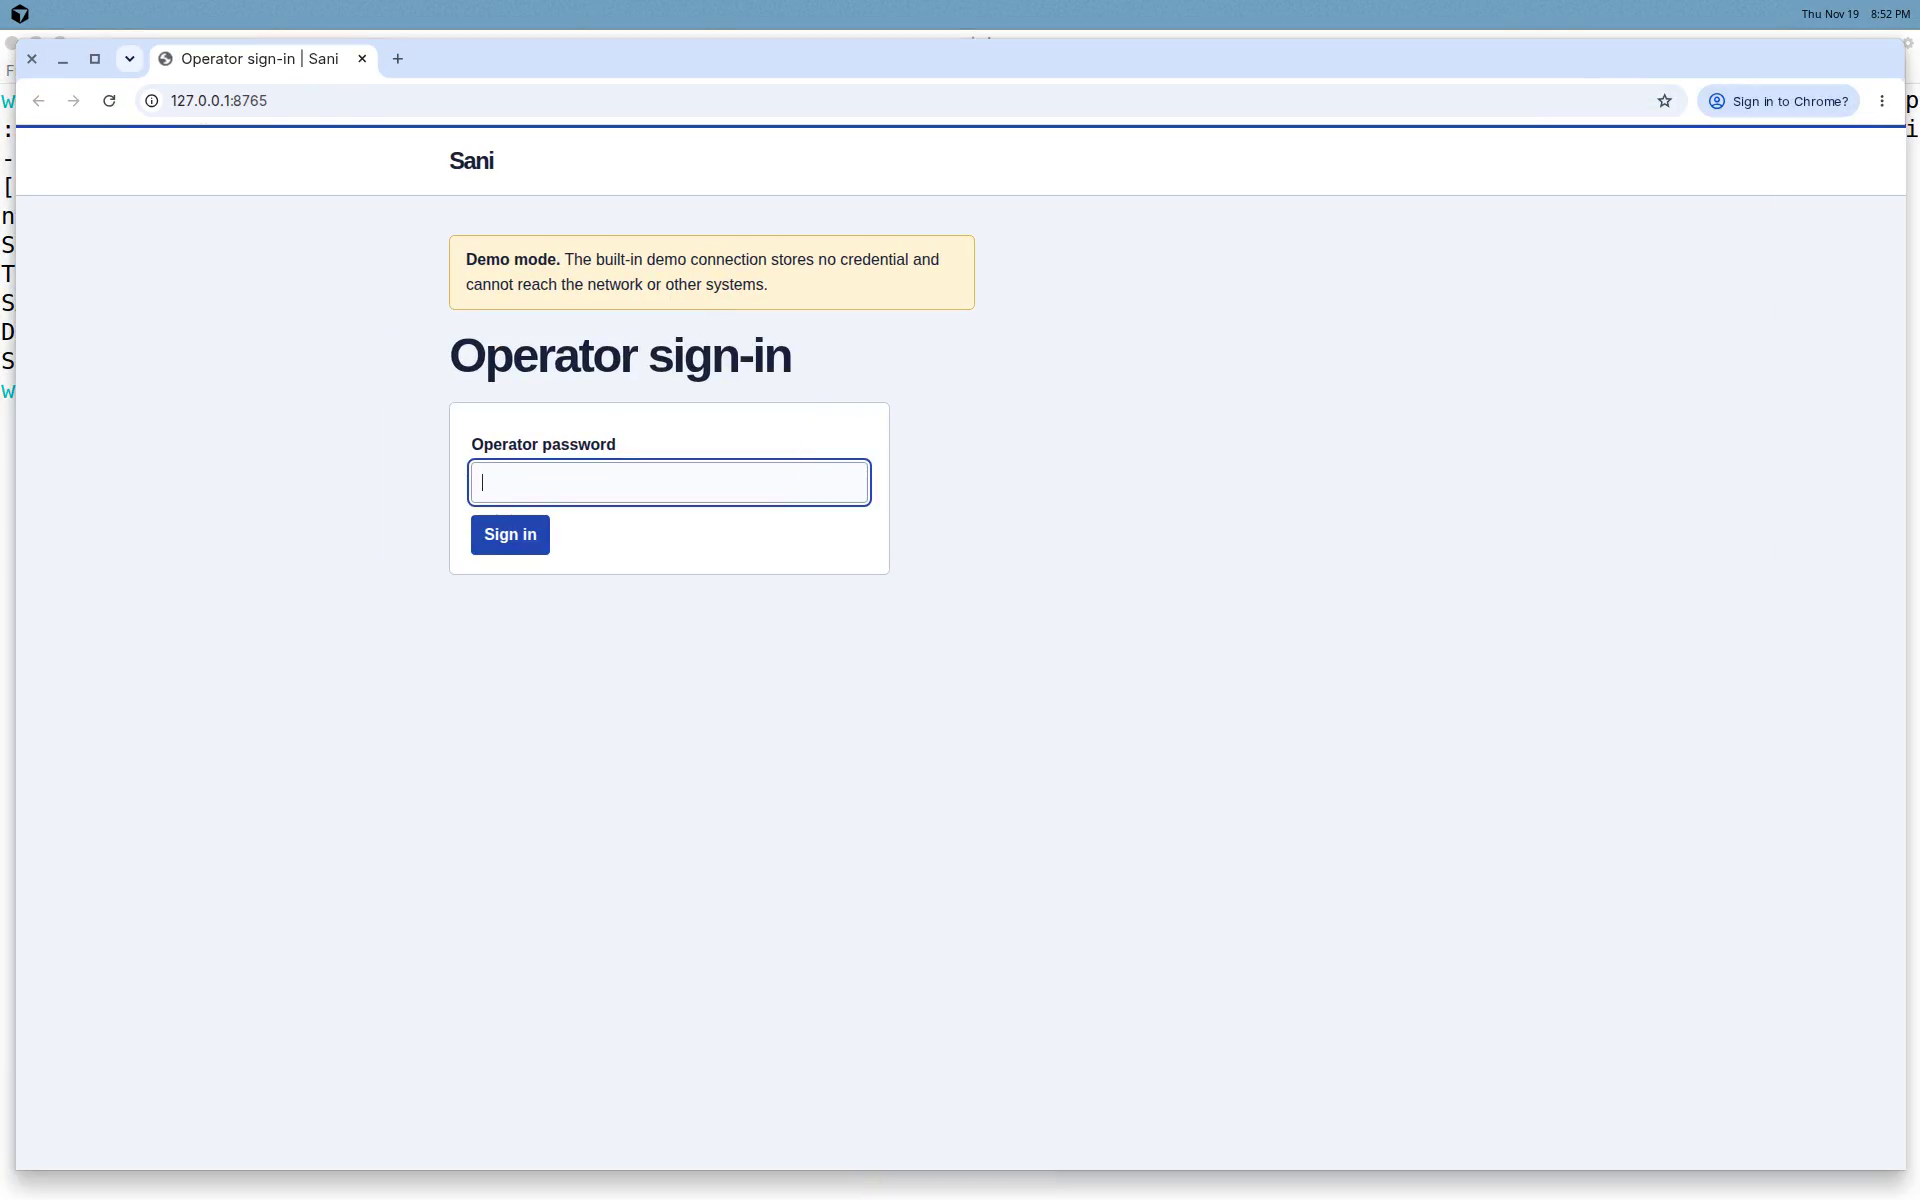 Thu Nov 19 8:52 PM
Operator sign-in | Sani
127.0.0.1:8765
Sign in to Chrome?
Sani
Demo mode. The built-in demo connection stores no credential and
cannot reach the network or other systems.
Operator sign-in
Operator password
Sign in
F
w
:
-
[
n
S
T
S
D
S
w
p
i